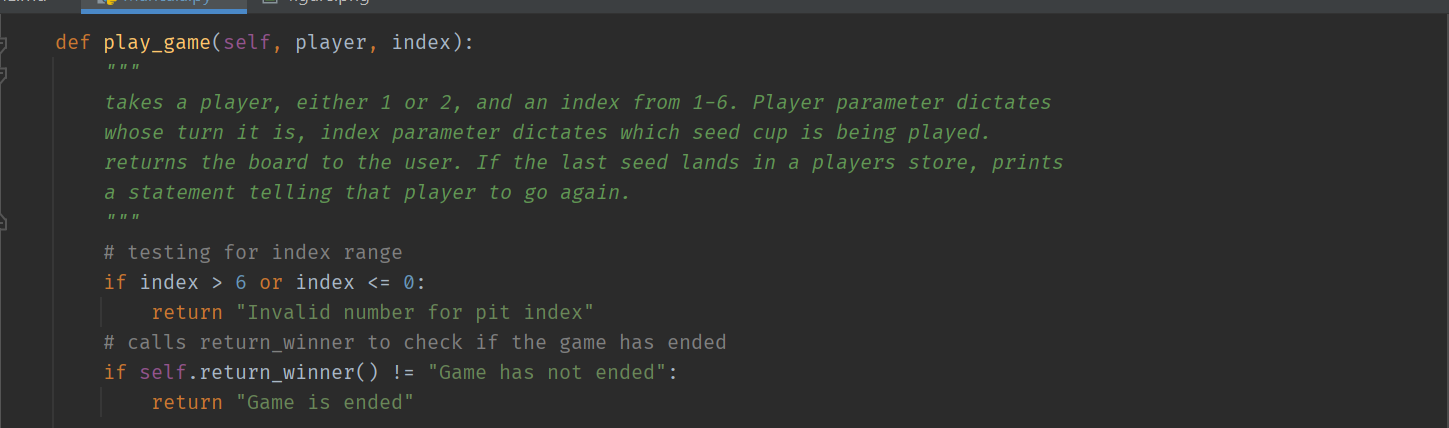 def play_game(self, player, index):
"""
takes a player, either 1 or 2, and an index from 1-6. Player parameter dictates
whose turn it is, index parameter dictates which seed cup is being played.
returns the board to the user. If the last seed lands in a players store, prints
a statement telling that player to go again.
"""
# testing for index range
if index > 6 or index <= 0:
return "Invalid number for pit index"
# calls return_winner to check if the game has ended
if self.return_winner() != "Game has not ended":
return "Game is ended"